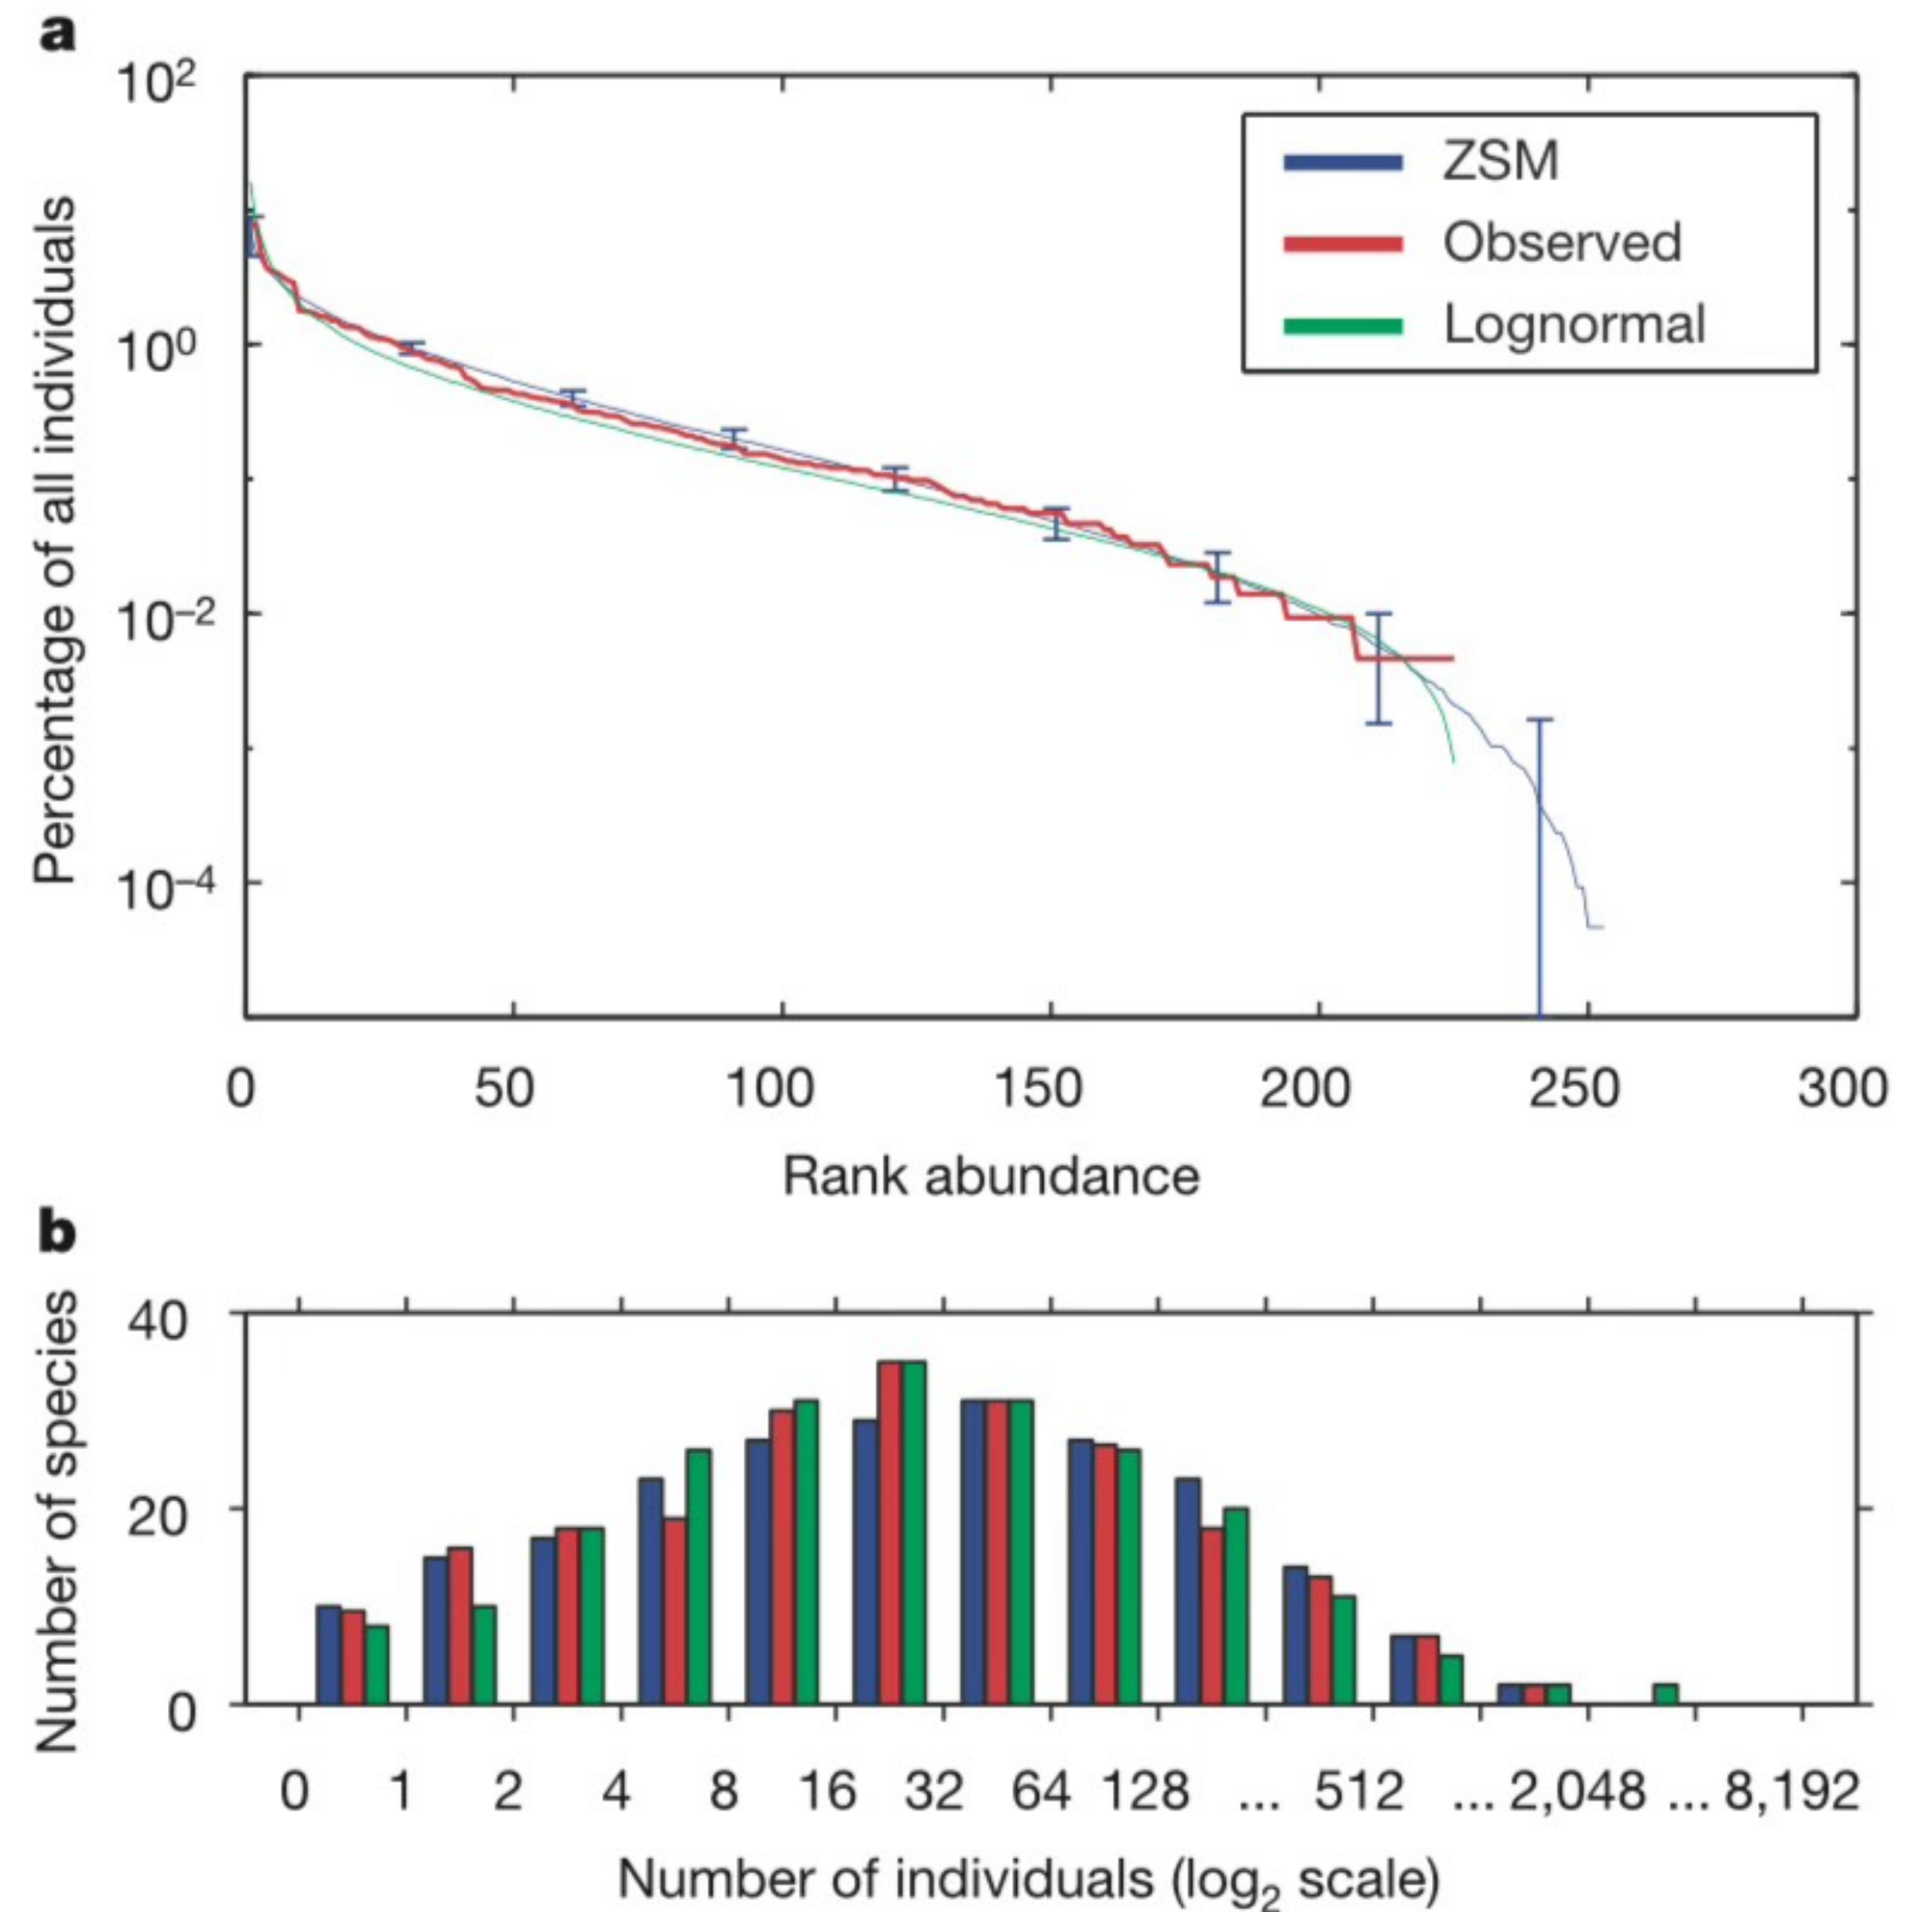 a
10²
10⁰
10⁻²
10⁻⁴
Percentage of all individuals
ZSM
Observed
Lognormal
0 50 100 150 200 250 300
Rank abundance
b
40
20
0
Number of species
0 1 2 4 8 16 32 64 128 ... 512 ... 2,048 ... 8,192
Number of individuals (log₂ scale)